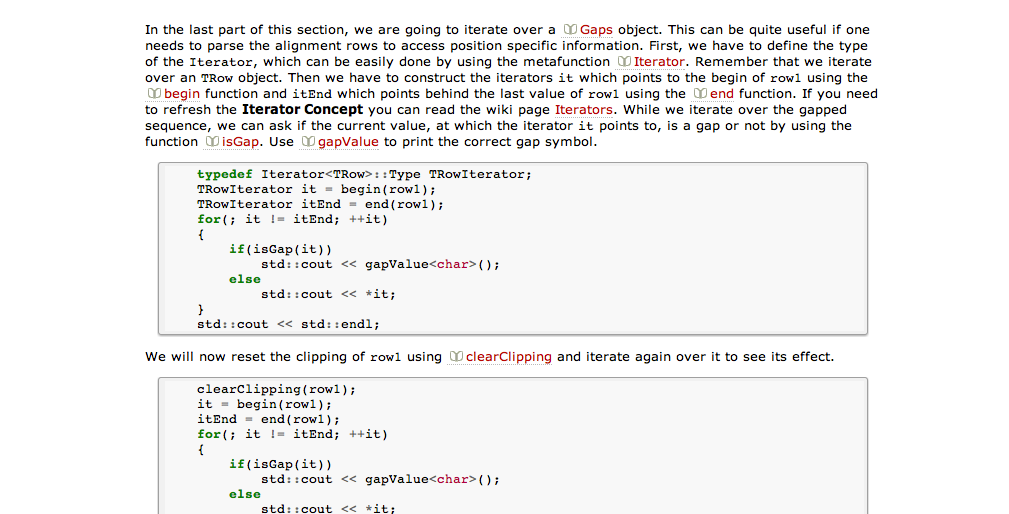 In the last part of this section, we are going to iterate over a Gaps object. This can be quite useful if one
needs to parse the alignment rows to access position specific information. First, we have to define the type
of the Iterator, which can be easily done by using the metafunction Iterator. Remember that we iterate
over an TRow object. Then we have to construct the iterators it which points to the begin of row1 using the
begin function and itEnd which points behind the last value of row1 using the end function. If you need
to refresh the Iterator Concept you can read the wiki page Iterators. While we iterate over the gapped
sequence, we can ask if the current value, at which the iterator it points to, is a gap or not by using the
function isGap. Use gapValue to print the correct gap symbol.
typedef Iterator<TRow>::Type TRowIterator;
TRowIterator it = begin(row1);
TRowIterator itEnd = end(row1);
for(; it != itEnd; ++it)
{
    if(isGap(it))
        std::cout << gapValue<char>();
    else
        std::cout << *it;
}
std::cout << std::endl;
We will now reset the clipping of row1 using clearClipping and iterate again over it to see its effect.
clearClipping(row1);
it = begin(row1);
itEnd = end(row1);
for(; it != itEnd; ++it)
{
    if(isGap(it))
        std::cout << gapValue<char>();
    else
        std::cout << *it;